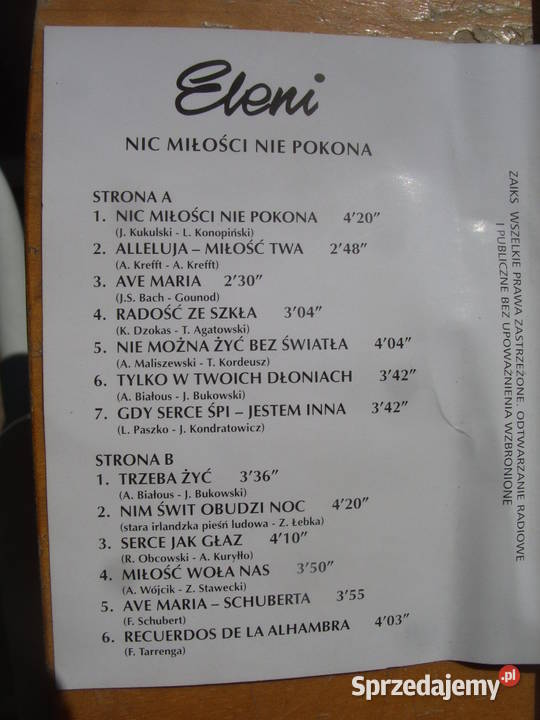 Eleni
NIC MIŁOŚCI NIE POKONA
STRONA A
1. NIC MIŁOŚCI NIE POKONA 4'20"
(J. Kukulski - L. Konopiński)
2. ALLELUJA – MIŁOŚĆ TWA 2'48"
(A. Krefft - A. Krefft)
3. AVE MARIA 2'30"
(J.S. Bach - Gounod)
4. RADOŚĆ ZE SZKŁA 3'04"
(K. Dzokas - T. Agatowski)
5. NIE MOŻNA ŻYĆ BEZ ŚWIATŁA 4'04"
(A. Maliszewski - T. Kordeusz)
6. TYLKO W TWOICH DŁONIACH 3'42"
(A. Białous - J. Bukowski)
7. GDY SERCE ŚPI – JESTEM INNA 3'42"
(L. Paszko - J. Kondratowicz)
STRONA B
1. TRZEBA ŻYĆ 3'36"
(A. Białous - J. Bukowski)
2. NIM ŚWIT OBUDZI NOC 4'20"
(stara irlandzka pieśń ludowa - Z. Łebka)
3. SERCE JAK GŁAZ 4'10"
(R. Obcowski - A. Kuryłło)
4. MIŁOŚĆ WOŁA NAS 3'50"
(A. Wójcik - Z. Stawecki)
5. AVE MARIA – SCHUBERTA 3'55
(F. Schubert)
6. RECUERDOS DE LA ALHAMBRA 4'03"
(F. Tarrenga)
ZAIKS WSZELKIE PRAWA ZASTRZEŻONE ODTWARZANIE RADIOWE
I PUBLICZNE BEZ UPOWAŻNIENIA WZBRONIONE
Sprzedajemy.pl